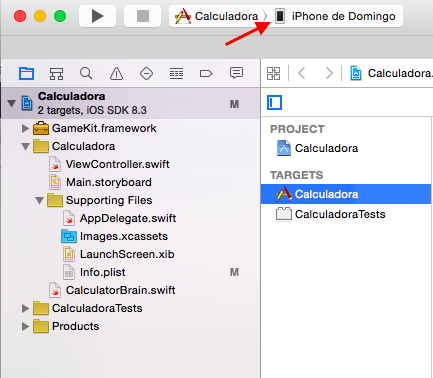 Calculadora
iPhone de Domingo
Calculadora
2 targets, iOS SDK 8.3
M
GameKit.framework
Calculadora
ViewController.swift
Main.storyboard
Supporting Files
AppDelegate.swift
Images.xcassets
LaunchScreen.xib
Info.plist
M
CalculatorBrain.swift
CalculadoraTests
Products
Calculadora.
PROJECT
Calculadora
TARGETS
Calculadora
CalculadoraTests